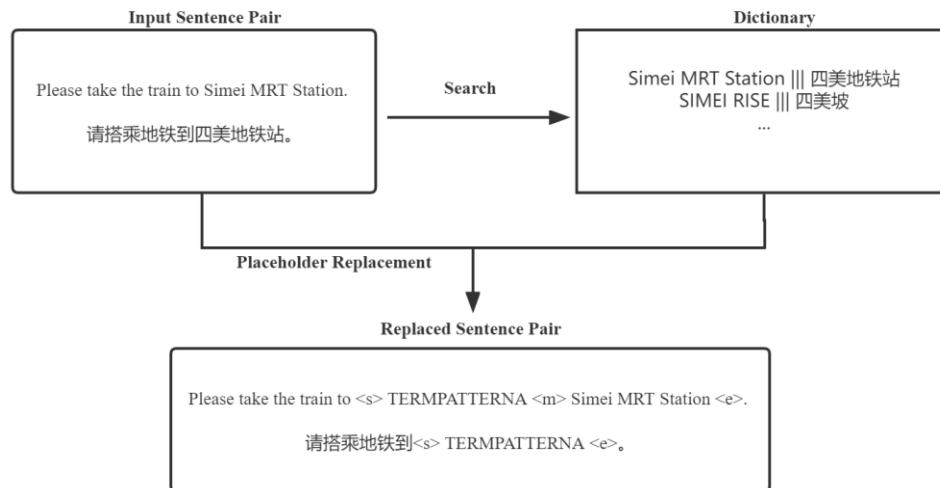 Input Sentence Pair
Please take the train to Simei MRT Station.
请搭乘地铁到四美地铁站。
Search
Dictionary
Simei MRT Station ||| 四美地铁站
SIMEI RISE ||| 四美坡
...
Placeholder Replacement
Replaced Sentence Pair
Please take the train to <s> TERMPATTERNA <m> Simei MRT Station <e>.
请搭乘地铁到<s> TERMPATTERNA <e>。